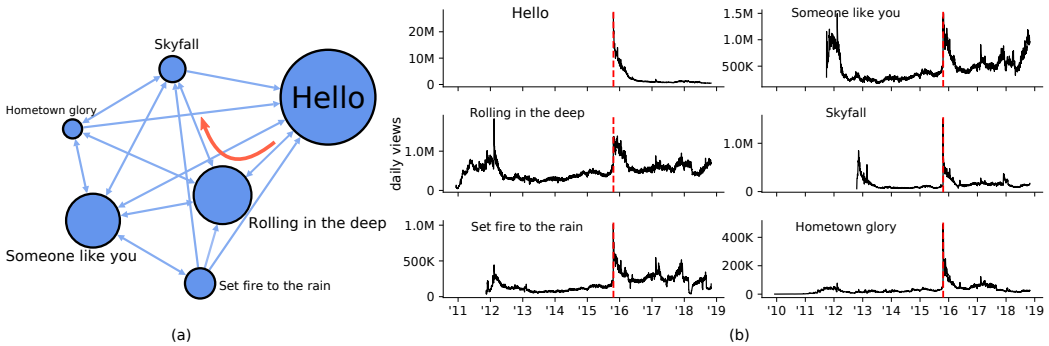 Skyfall
Hello
Hometown glory
Rolling in the deep
Someone like you
Set fire to the rain
(a)
daily views
Hello
20M
10M
0
Someone like you
1.5M
1.0M
500K
Rolling in the deep
1.0M
0
Skyfall
1.0M
0
Set fire to the rain
1.0M
500K
0
'11 '12 '13 '14 '15 '16 '17 '18 '19
Hometown glory
400K
200K
0
'10 '11 '12 '13 '14 '15 '16 '17 '18 '19
(b)